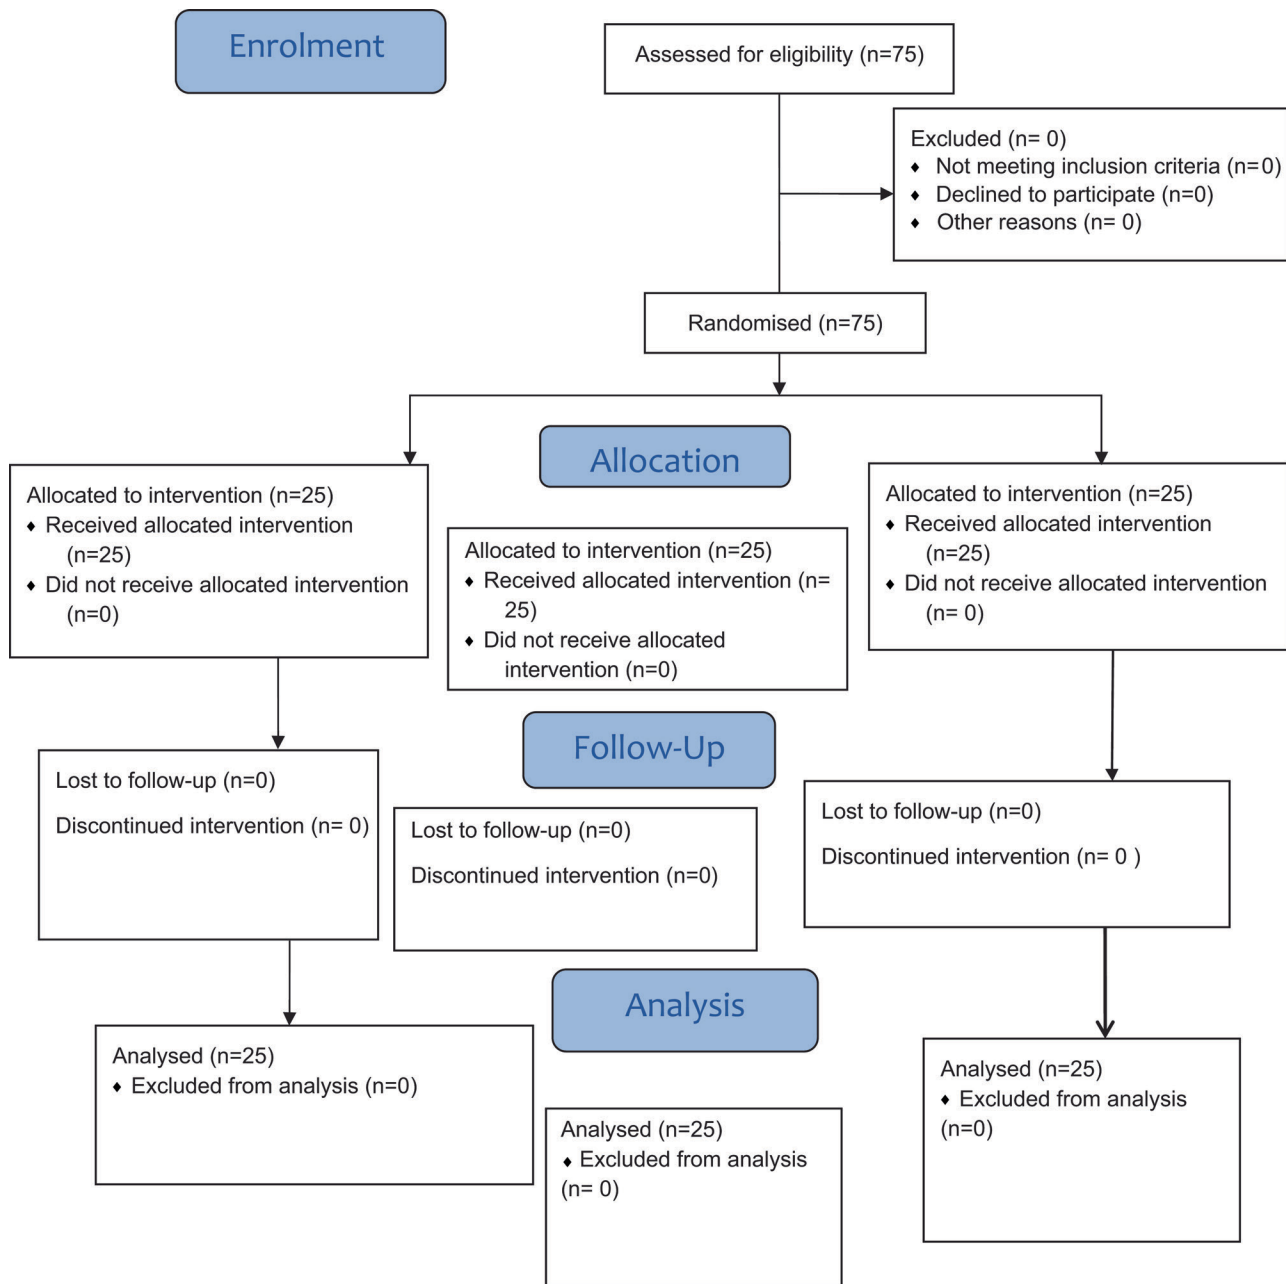 Enrolment
Assessed for eligibility (n=75)
Excluded (n= 0)
♦ Not meeting inclusion criteria (n=0)
♦ Declined to participate (n=0)
♦ Other reasons (n= 0)
Randomised (n=75)
Allocation
Allocated to intervention (n=25)
♦ Received allocated intervention
(n=25)
♦ Did not receive allocated intervention
(n=0)
Allocated to intervention (n=25)
♦ Received allocated intervention (n=
25)
♦ Did not receive allocated
intervention (n=0)
Allocated to intervention (n=25)
♦ Received allocated intervention
(n=25)
♦ Did not receive allocated intervention
(n= 0)
Follow-Up
Lost to follow-up (n=0)
Discontinued intervention (n= 0)
Lost to follow-up (n=0)
Discontinued intervention (n=0)
Lost to follow-up (n=0)
Discontinued intervention (n= 0 )
Analysis
Analysed (n=25)
♦ Excluded from analysis (n=0)
Analysed (n=25)
♦ Excluded from analysis
(n= 0)
Analysed (n=25)
♦ Excluded from analysis
(n=0)